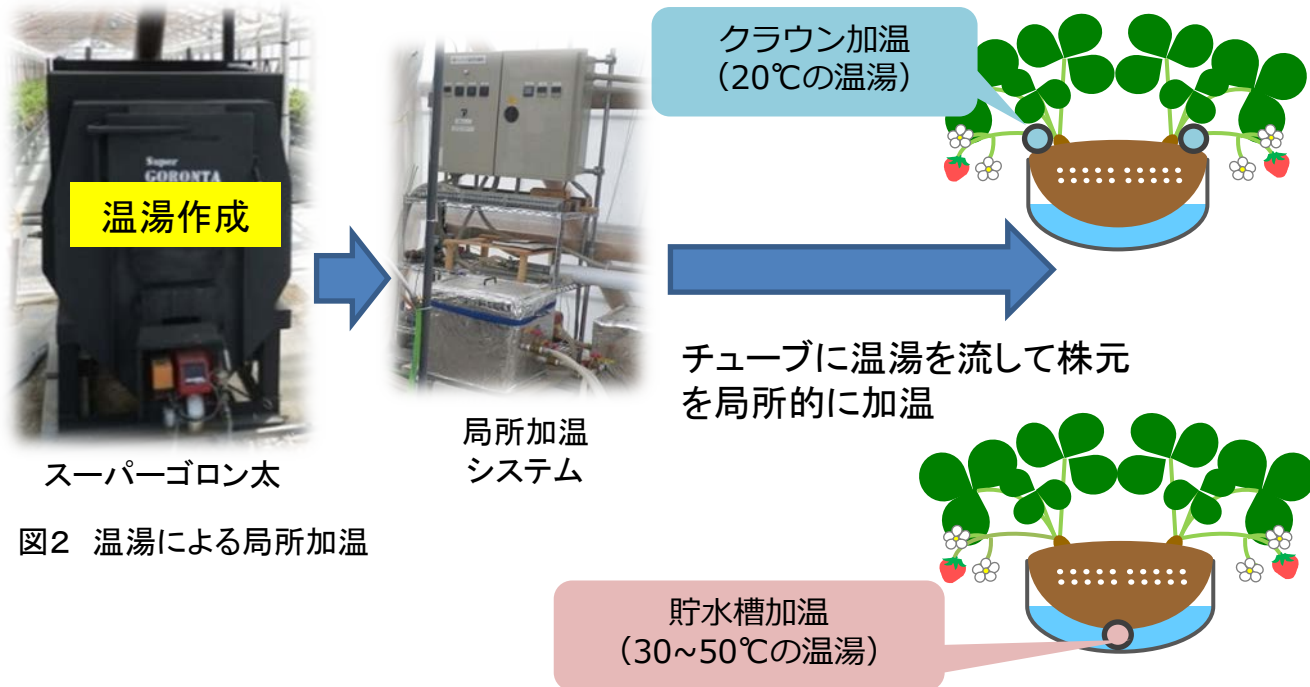 クラウン加温
（20℃の温湯）
Super
GORONTA
温湯作成
チューブに温湯を流して株元
を局所的に加温
局所加温
システム
スーパーゴロン太
図2 温湯による局所加温
貯水槽加温
（30~50℃の温湯）